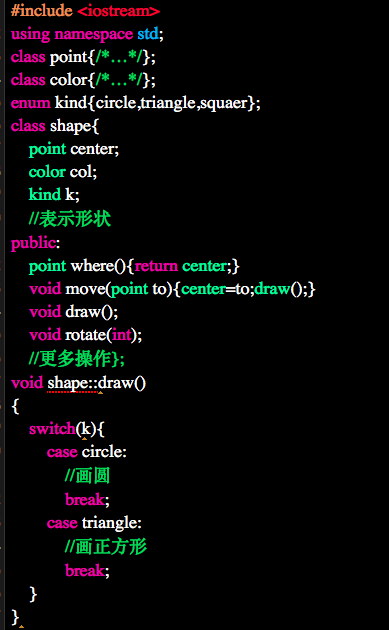 #include <iostream>
using namespace std;
class point{/*…*/};
class color{/*…*/};
enum kind{circle,triangle,squaer};
class shape{
point center;
color col;
kind k;
//表示形状
public:
point where(){return center;}
void move(point to){center=to;draw();}
void draw();
void rotate(int);
//更多操作};
void shape::draw()
{
switch(k){
case circle:
//画圆
break;
case triangle:
//画正方形
break;
}
}